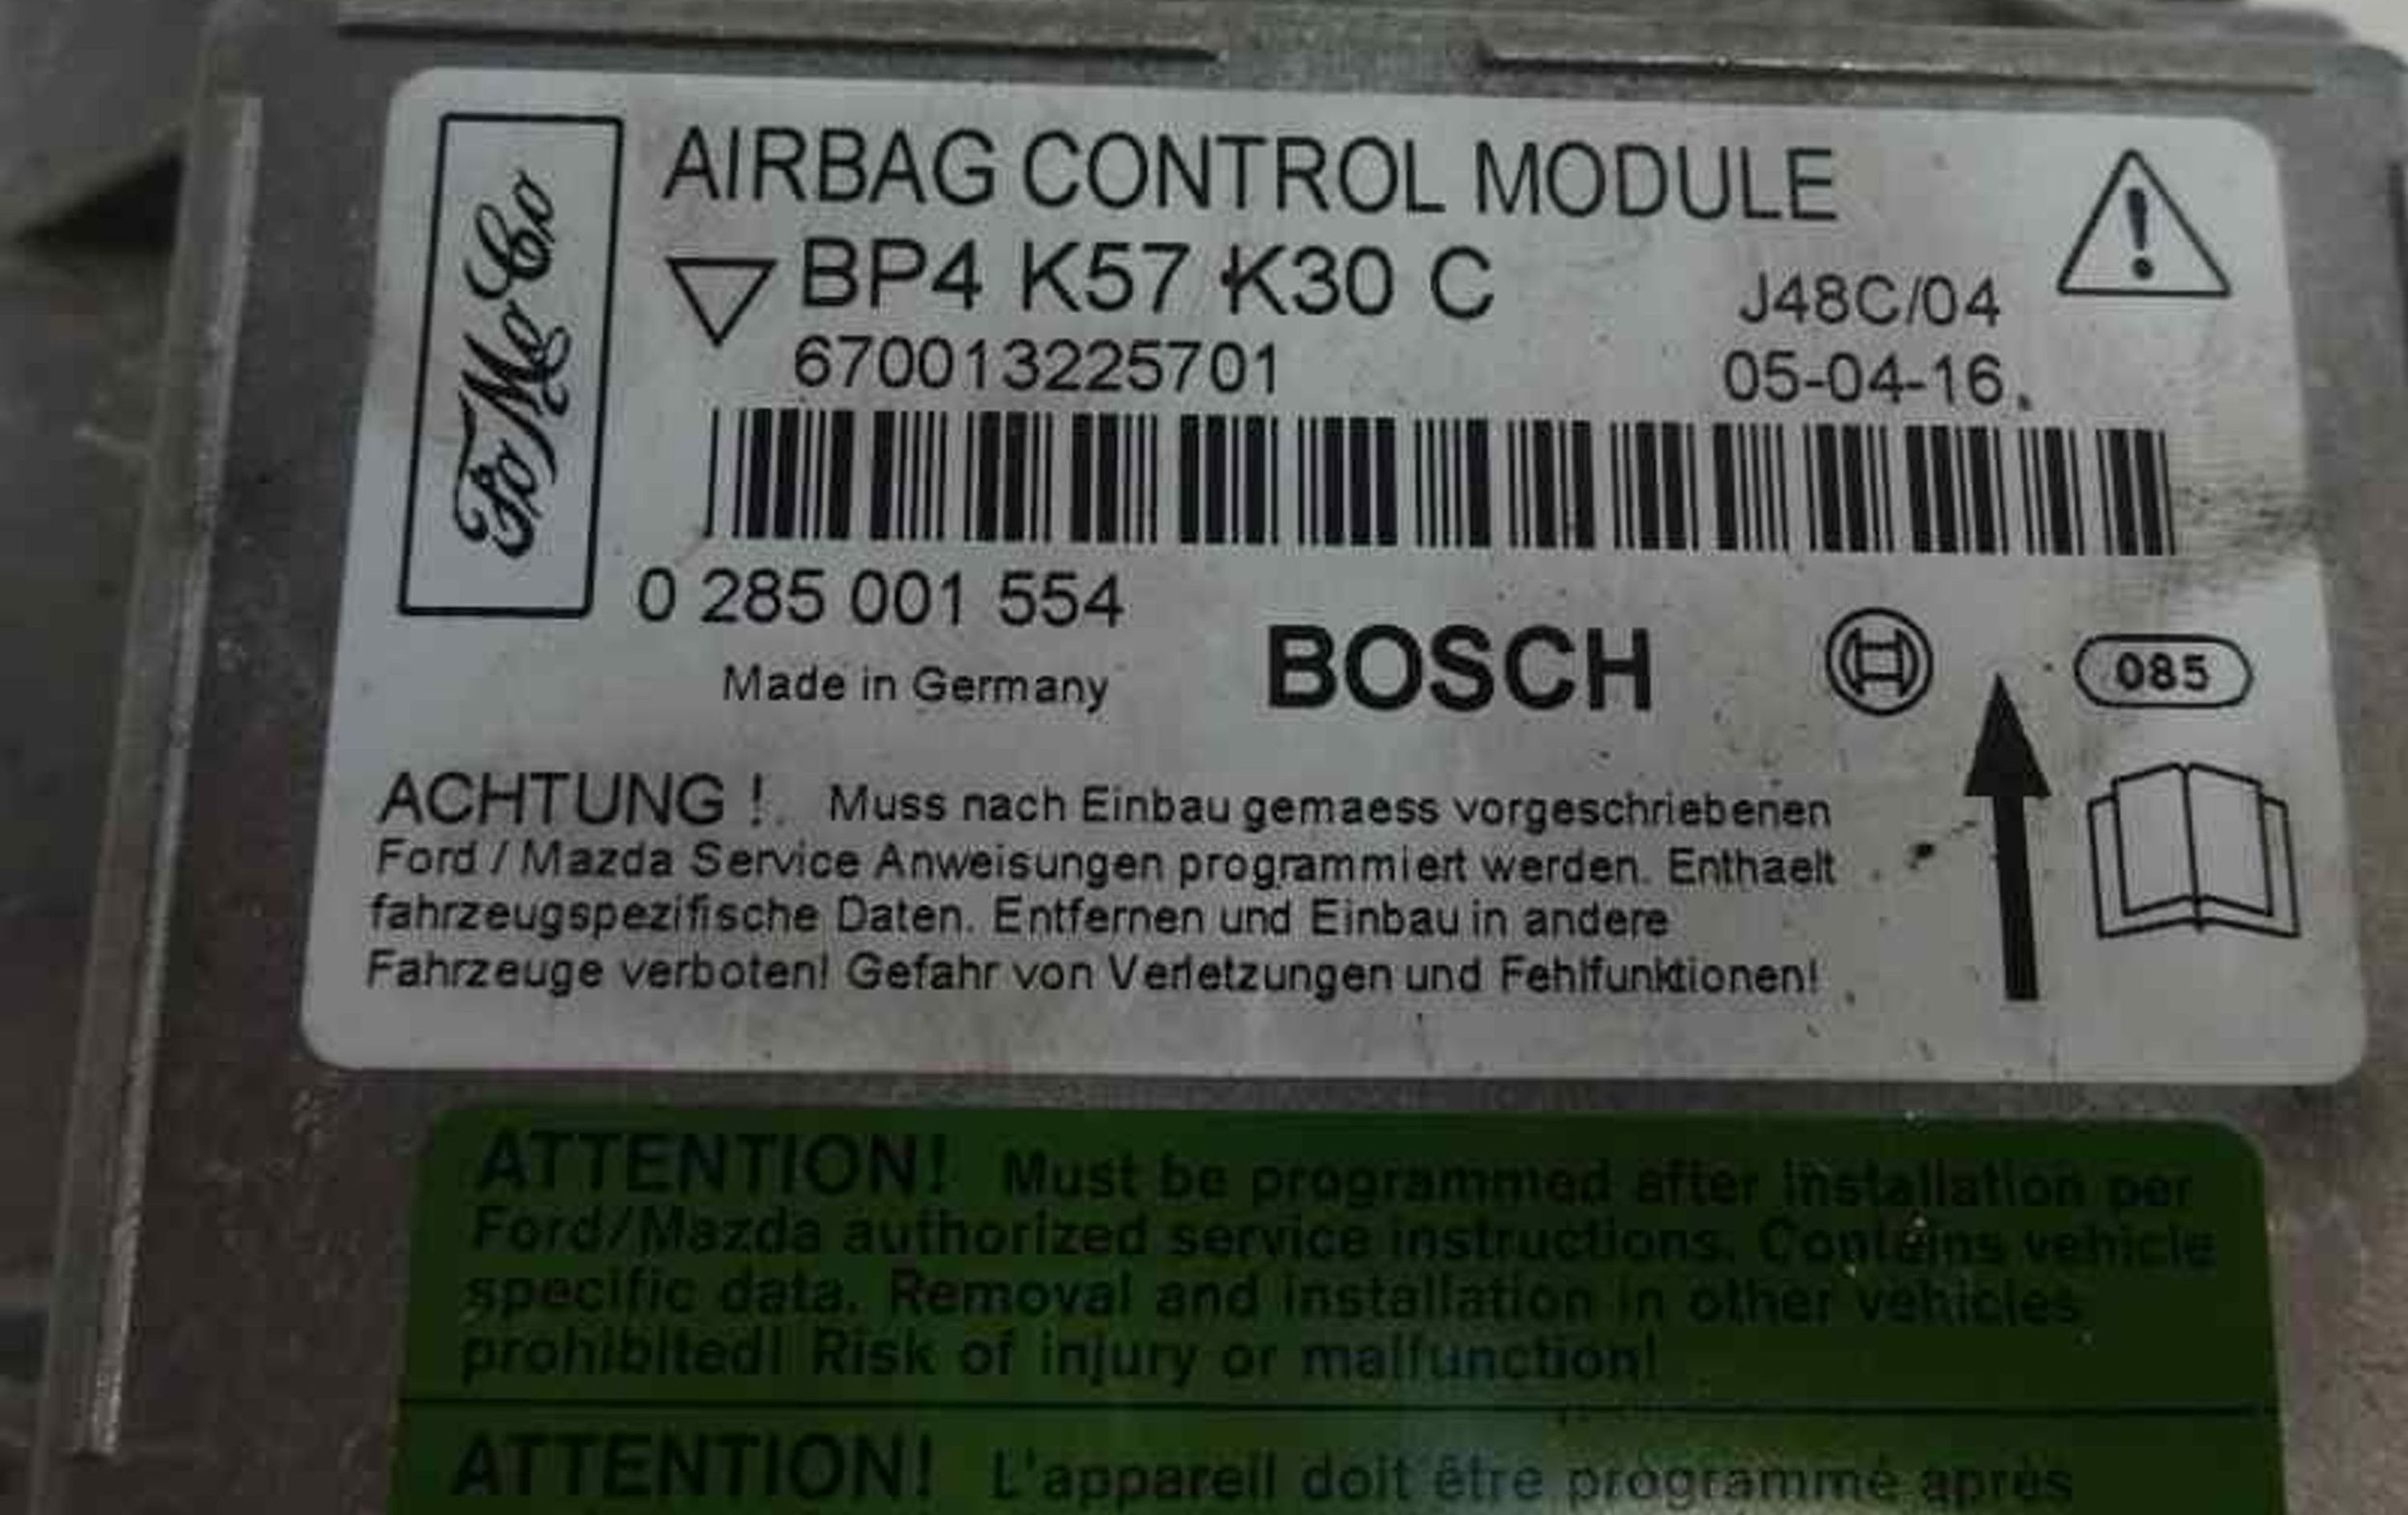 FoMoCo
AIRBAG CONTROL MODULE
BP4 K57 K30 C
J48C/04
670013225701
05-04-16
0 285 001 554
Made in Germany
BOSCH
085
ACHTUNG ! Muss nach Einbau gemaess vorgeschriebenen
Ford / Mazda Service Anweisungen programmiert werden. Enthaelt
fahrzeugspezifische Daten. Entfernen und Einbau in andere
Fahrzeuge verboten! Gefahr von Verletzungen und Fehlfunktionen!
ATTENTION! Must be programmed after installation per
Ford/Mazda authorized service instructions. Contains vehicle
specific data. Removal and installation in other vehicles
prohibited! Risk of injury or malfunction!
ATTENTION! L'appareil doit être programmé après